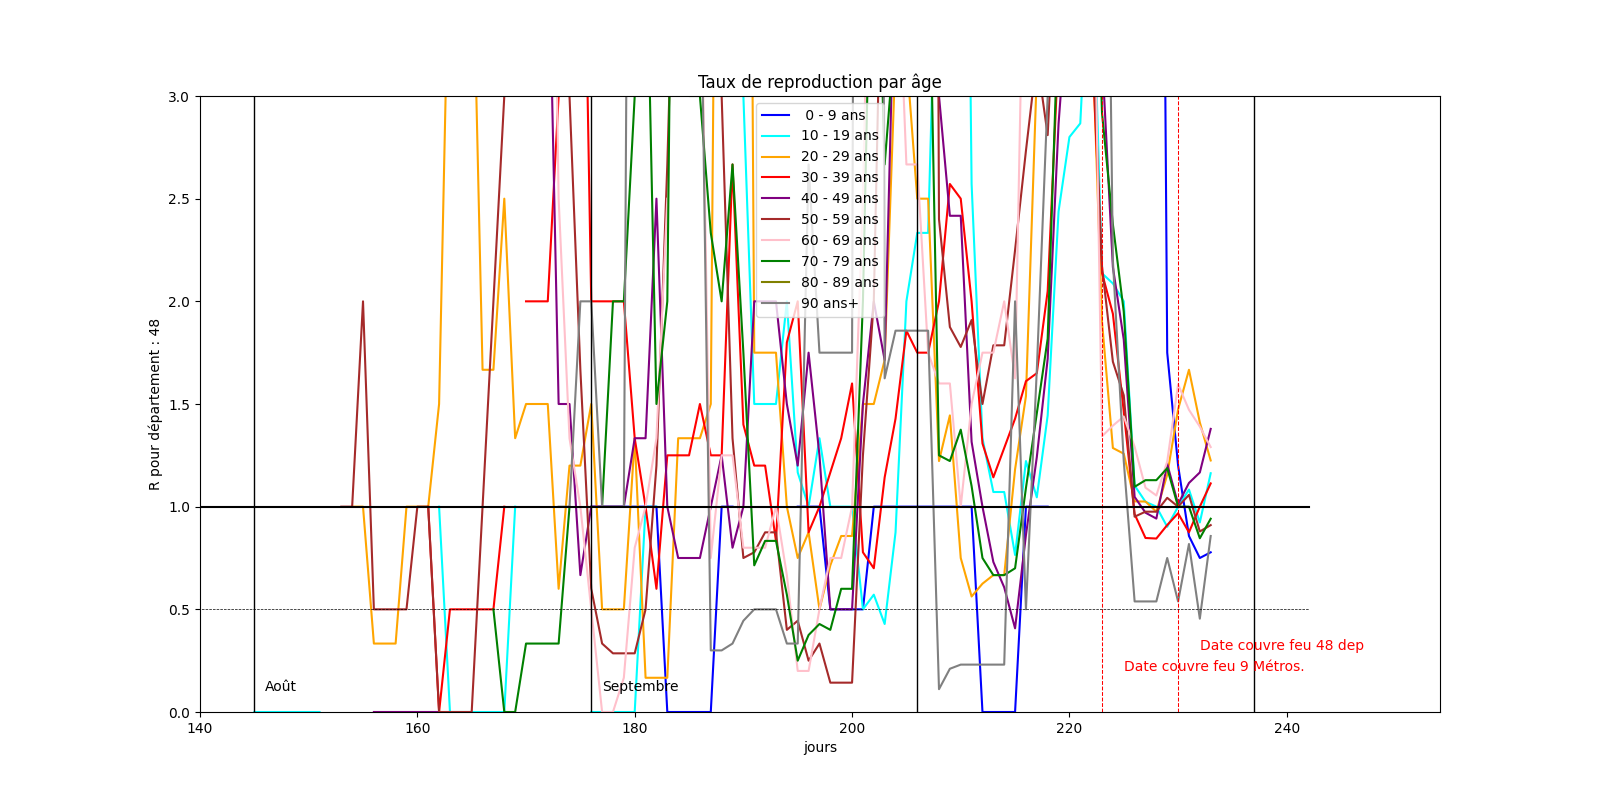 Taux de reproduction par âge
R pour département : 48
3.0
2.5
2.0
1.5
1.0
0.5
0.0
0 - 9 ans
10 - 19 ans
20 - 29 ans
30 - 39 ans
40 - 49 ans
50 - 59 ans
60 - 69 ans
70 - 79 ans
80 - 89 ans
90 ans+
Date couvre feu 48 dep
Date couvre feu 9 Métros.
Août
Septembre
140
160
180
200
220
240
jours